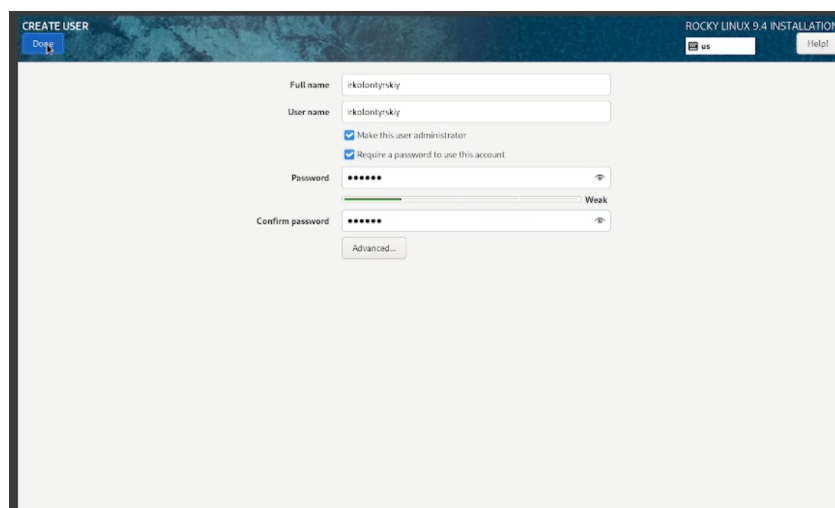 CREATE USER
ROCKY LINUX 9.4 INSTALLATION
Done
us
Help!
Full name
irkolontyrskiy
User name
irkolontyrskiy
Make this user administrator
Require a password to use this account
Password
••••••
Weak
Confirm password
••••••
Advanced...